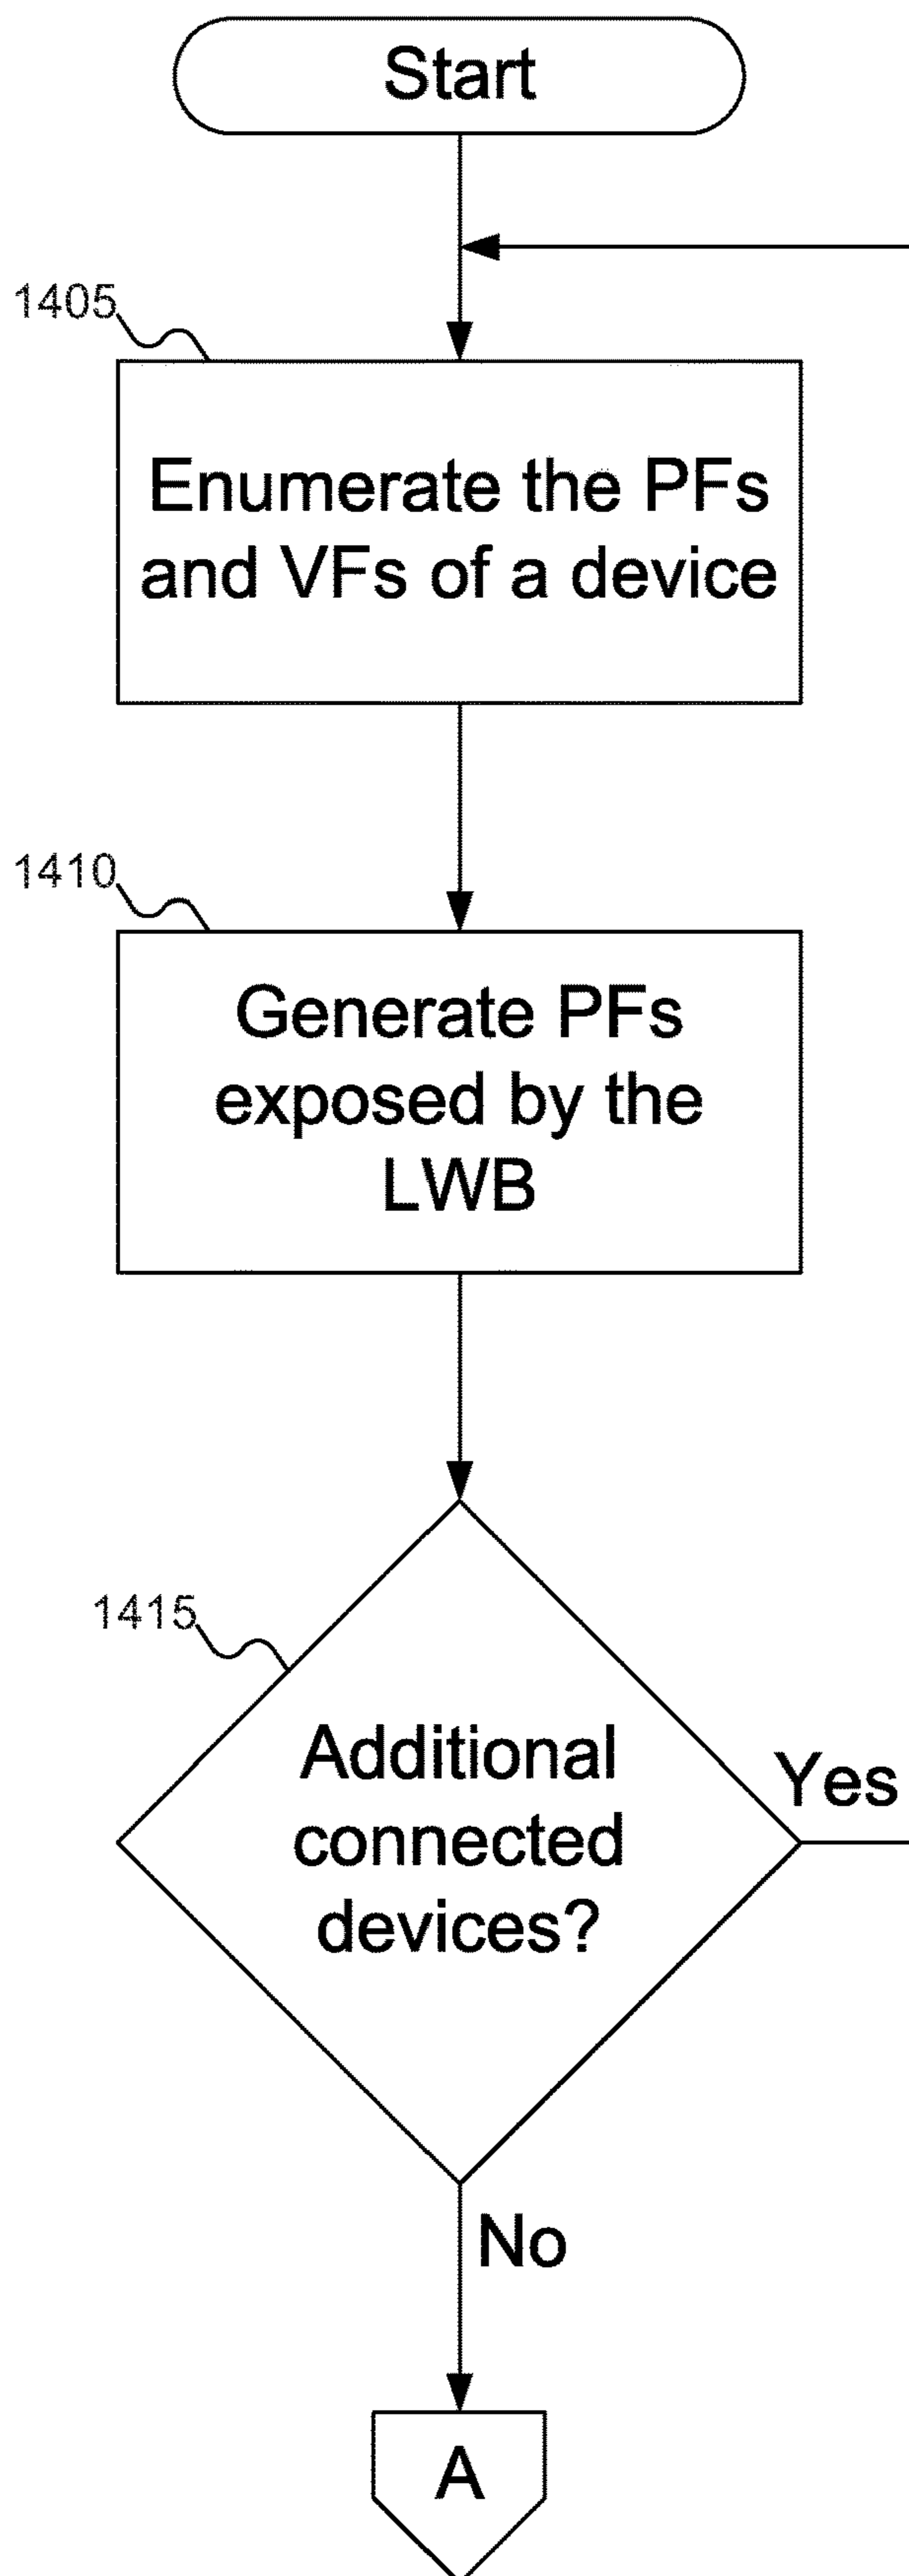 Start
1405
Enumerate the PFs
and VFs of a device
1410
Generate PFs
exposed by the
LWB
1415
Additional
connected
devices?
Yes
No
A